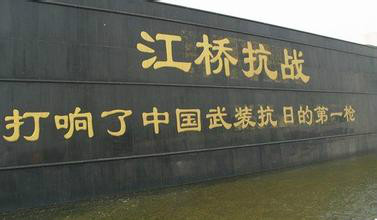 江桥抗战
打响了中国武装抗日的第一枪